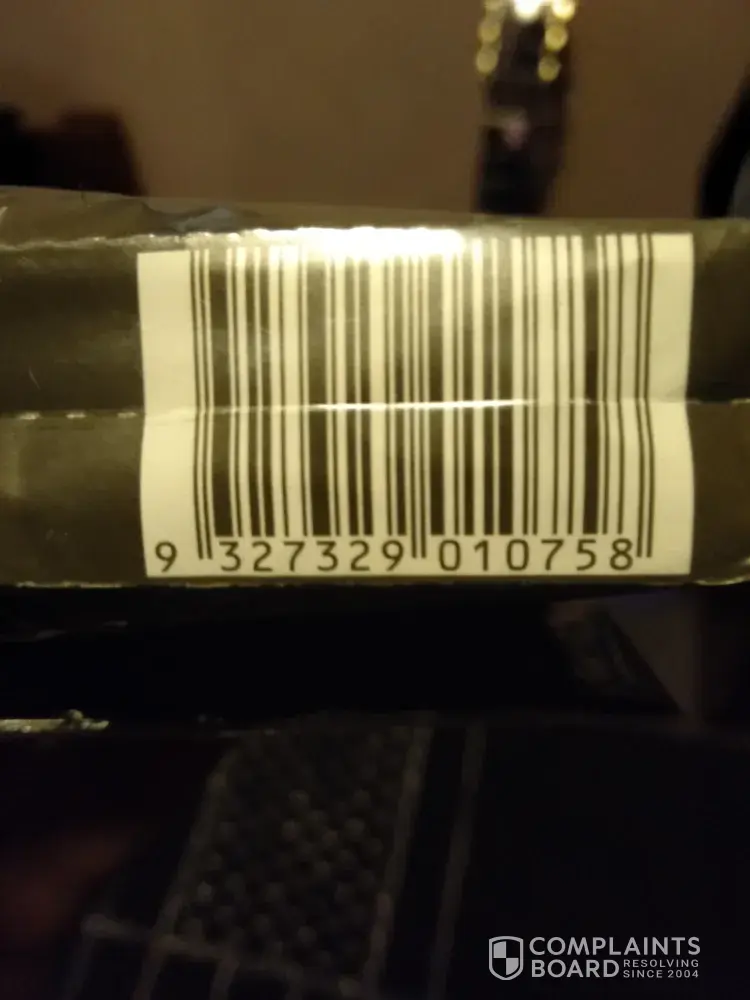 9 327329 010758
COMPLAINTS
BOARD RESOLVING
SINCE 2004